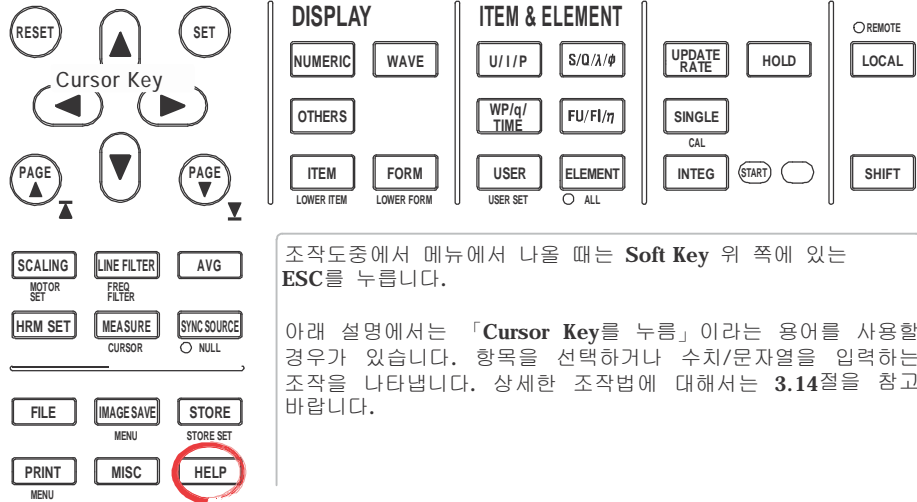 RESET
SET
Cursor Key
PAGE
PAGE
DISPLAY
NUMERIC
WAVE
OTHERS
ITEM
FORM
LOWER ITEM
LOWER FORM
ITEM & ELEMENT
U/I/P
S/Q/λ/ø
WP/q/
TIME
FU/FI/η
USER
ELEMENT
USER SET
ALL
UPDATE
RATE
HOLD
SINGLE
CAL
INTEG
START
REMOTE
LOCAL
SHIFT
SCALING
LINE FILTER
AVG
MOTOR
SET
FREQ
FILTER
HRM SET
MEASURE
SYNC SOURCE
CURSOR
NULL
FILE
IMAGE SAVE
STORE
MENU
STORE SET
PRINT
MISC
HELP
MENU
조작도중에서 메뉴에서 나올 때는 Soft Key 위 쪽에 있는
ESC를 누릅니다.
아래 설명에서는 「Cursor Key를 누름」이라는 용어를 사용할
경우가 있습니다. 항목을 선택하거나 수치/문자열을 입력하는
조작을 나타냅니다. 상세한 조작법에 대해서는 3.14절을 참고
바랍니다.